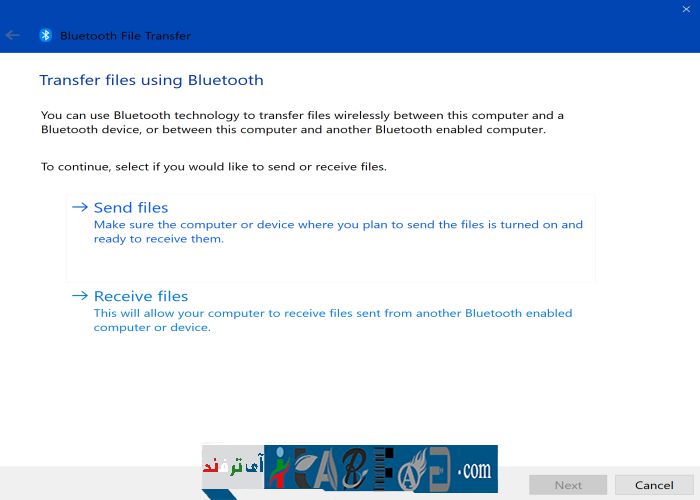 Bluetooth File Transfer
Transfer files using Bluetooth
You can use Bluetooth technology to transfer files wirelessly between this computer and a
Bluetooth device, or between this computer and another Bluetooth enabled computer.
To continue, select if you would like to send or receive files.
Send files
Make sure the computer or device where you plan to send the files is turned on and
ready to receive them.
Receive files
This will allow your computer to receive files sent from another Bluetooth enabled
computer or device.
آی ترفند
.com
Next
Cancel